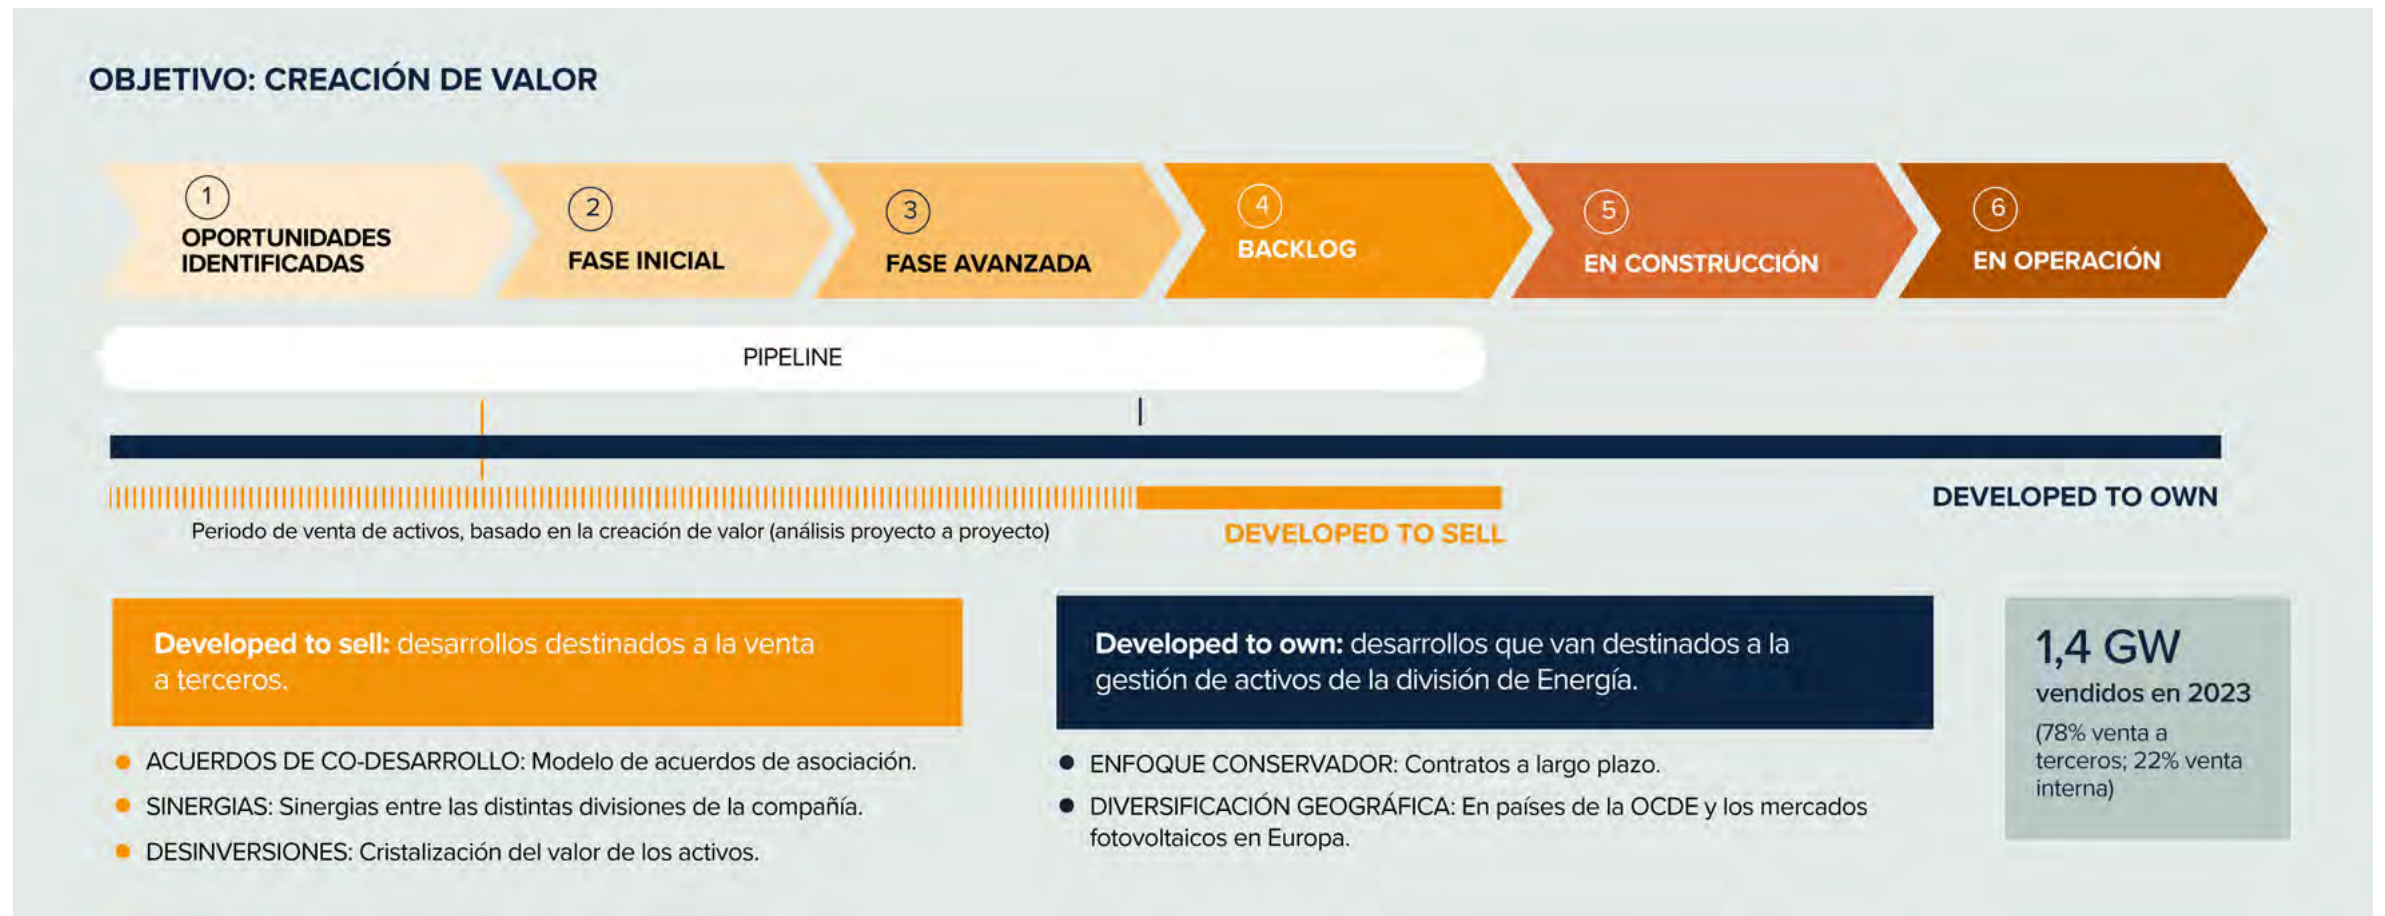 OBJETIVO: CREACIÓN DE VALOR
1
OPORTUNIDADES
IDENTIFICADAS
2
FASE INICIAL
3
FASE AVANZADA
4
BACKLOG
5
EN CONSTRUCCIÓN
6
EN OPERACIÓN
PIPELINE
DEVELOPED TO OWN
Periodo de venta de activos, basado en la creación de valor (análisis proyecto a proyecto)
DEVELOPED TO SELL
Developed to sell: desarrollos destinados a la venta
a terceros.
ACUERDOS DE CO-DESARROLLO: Modelo de acuerdos de asociación.
SINERGIAS: Sinergias entre las distintas divisiones de la compañía.
DESINVERSIONES: Cristalización del valor de los activos.
Developed to own: desarrollos que van destinados a la
gestión de activos de la división de Energía.
ENFOQUE CONSERVADOR: Contratos a largo plazo.
DIVERSIFICACIÓN GEOGRÁFICA: En países de la OCDE y los mercados
fotovoltaicos en Europa.
1,4 GW
vendidos en 2023
(78% venta a
terceros; 22% venta
interna)